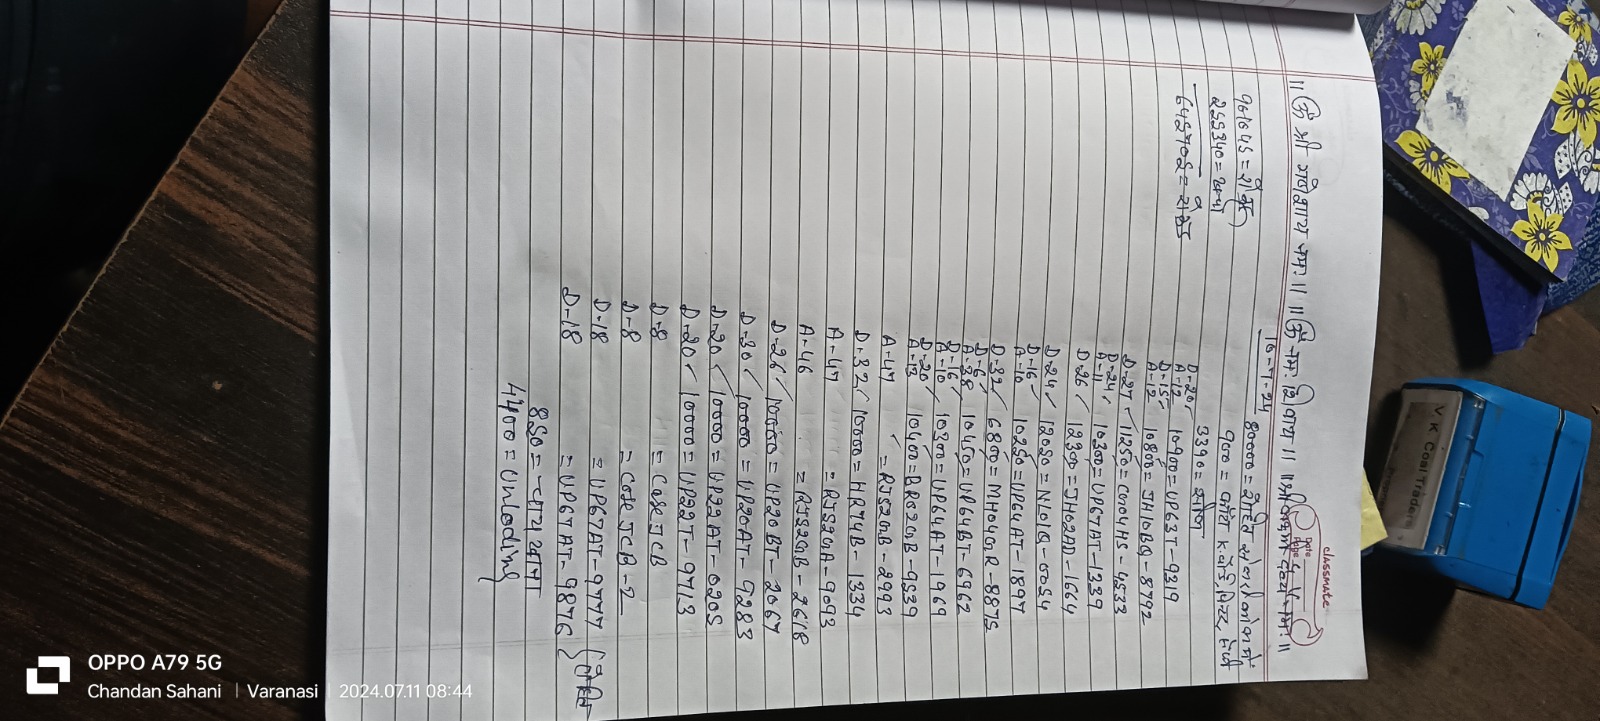 V. K. Coal Traders
classmate
Date
Page
॥ ॐ श्री गणेशाय नमः ॥ ॥ ॐ नमः शिवाय ॥ ॥ श्री लक्ष्मी देव्यै नमः ॥
10-7-24
901045 = रोकड़
255340 = खर्चा
645705 = रोकड़
80000 = रोहित
900 = पिन्टू
3390 =
D-20 A-12 10900 = UP63T-9319
D-15 A-12 10800 = JH10BQ-8792
D-27 11250 = CG04HS-4533
D-24 A-11 10300 = UP67AT-1339
D-26 12300 = JH02AD-1664
D-24 12050 = NL01Q-0054
D-16 A-10 10250 = UP64AT-1897
D-32 6800 = MH04GR-8875
D-6 A-38 10450 = UP64BT-6962
D-16 A-10 10300 = UP64AT-1969
D-20 A-13 10400 = BR02GB-9539
A-47 = RJ52GB-2993
D-32 10000 = HR74B-1334
A-47 = RJ52GA-9093
A-46 = RJ52GB-2618
D-26 10000 = UP20BT-2067
D-30 10000 = UP20AT-9283
D-20 10000 = UP22AT-0205
D-20 10000 = UP22T-9713
D-8 = Case JCB
D-8 = Case JCB-2
D-18 = UP67AT-9777
D-18 = UP67AT-9876
850 = चाय खाना
4400 = Unloding
OPPO A79 5G
Chandan Sahani | Varanasi | 2024.07.11 08:44